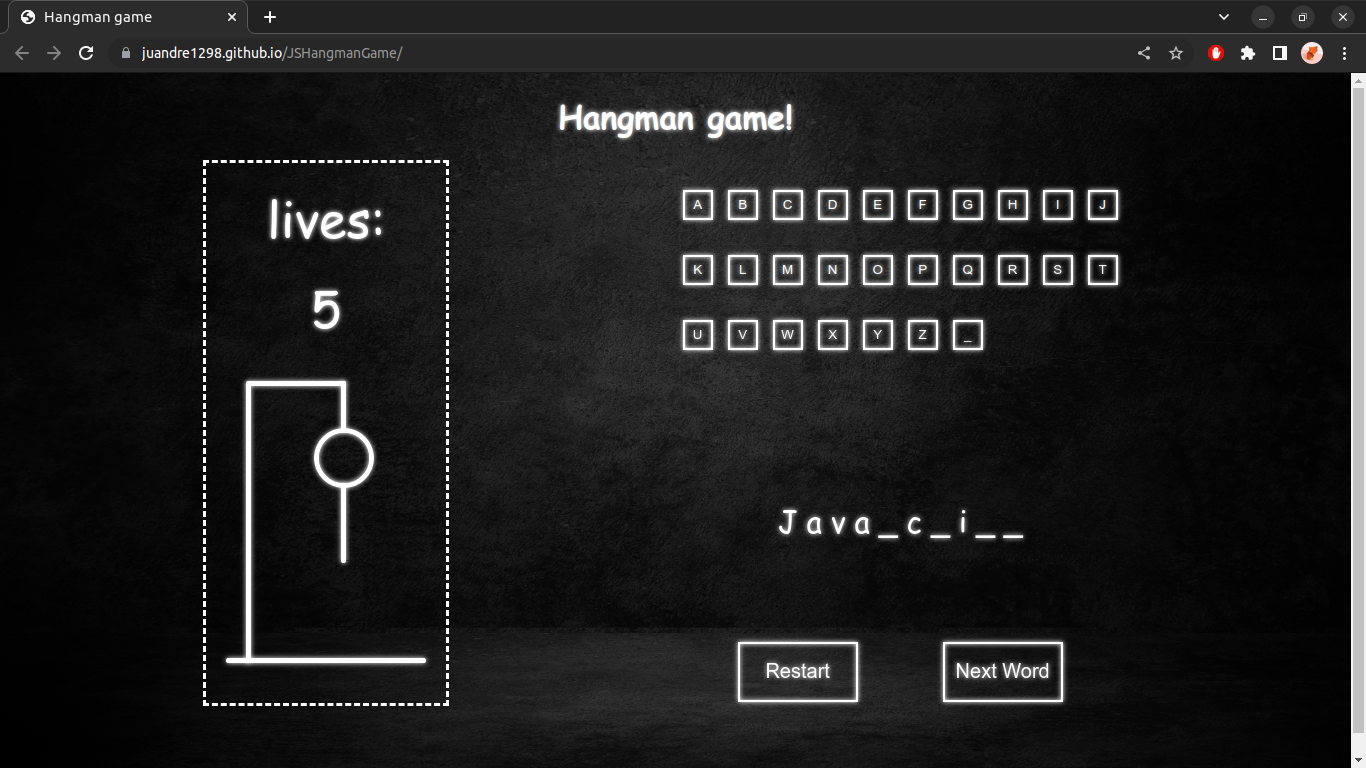 Hangman game
juandre1298.github.io/JSHangmanGame/
Hangman game!
lives:
5
A B C D E F G H I J
K L M N O P Q R S T
U V W X Y Z _
J a v a _ c _ i _ _
Restart Next Word